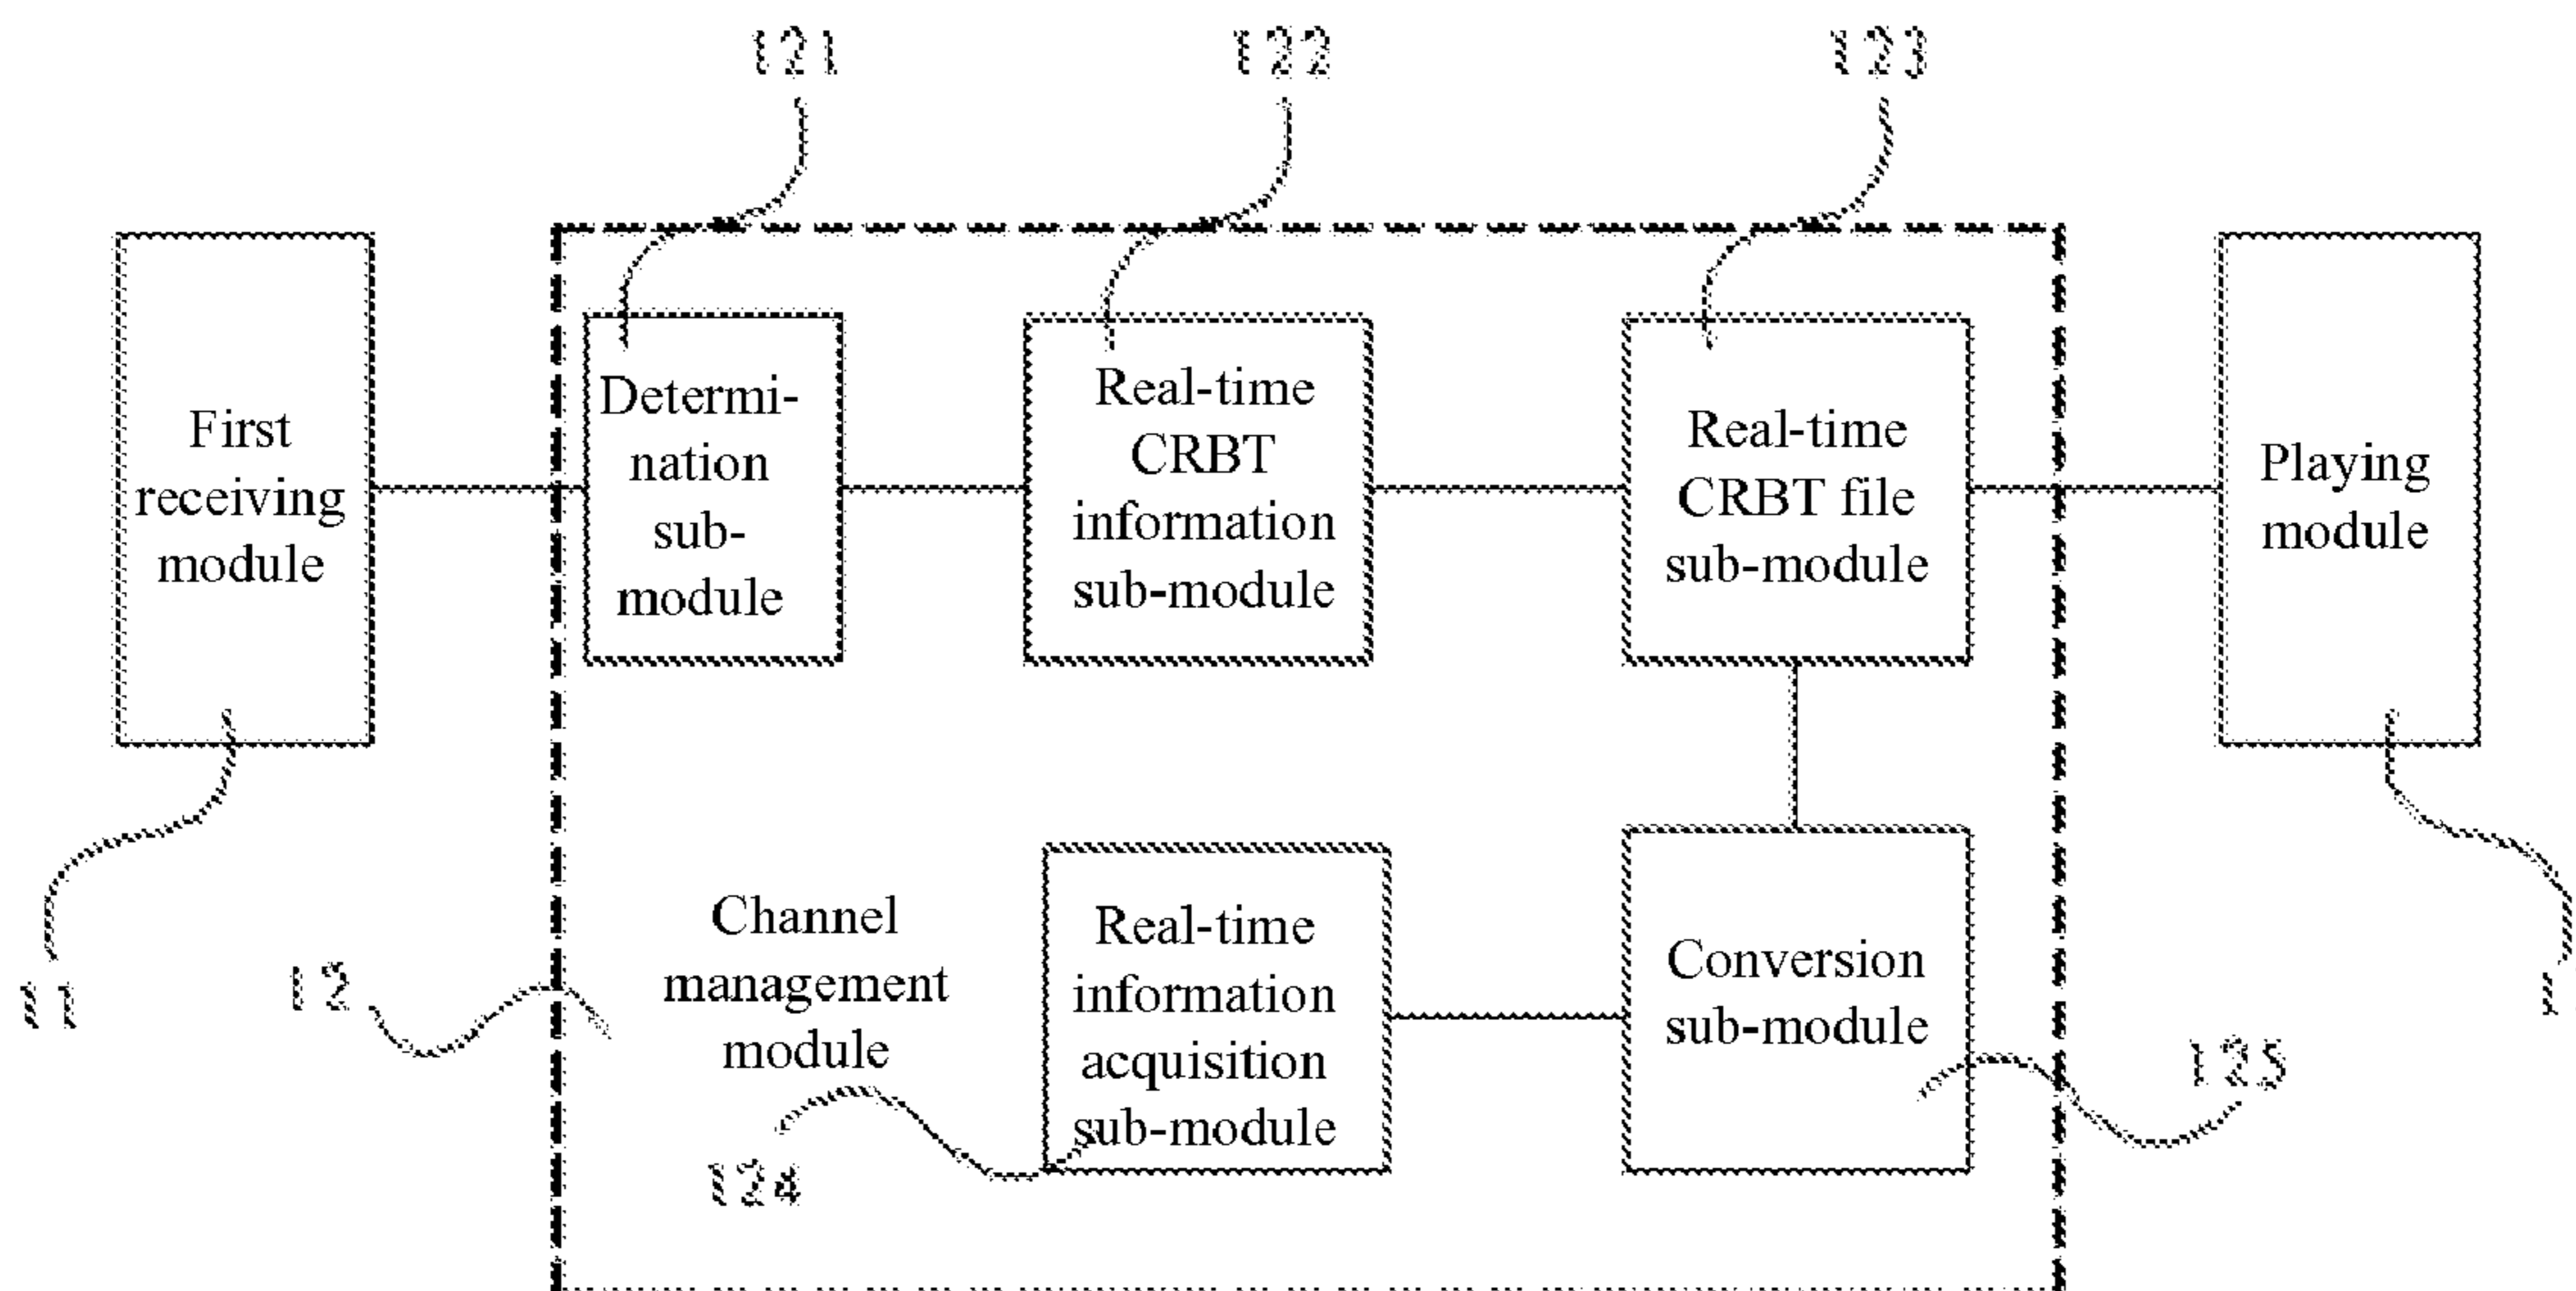 121
122
123
First
receiving
module
Determi-
nation
sub-
module
Real-time
CRBT
information
sub-module
Real-time
CRBT file
sub-module
Playing
module
Channel
management
module
Real-time
information
acquisition
sub-module
Conversion
sub-module
11
12
124
125
1